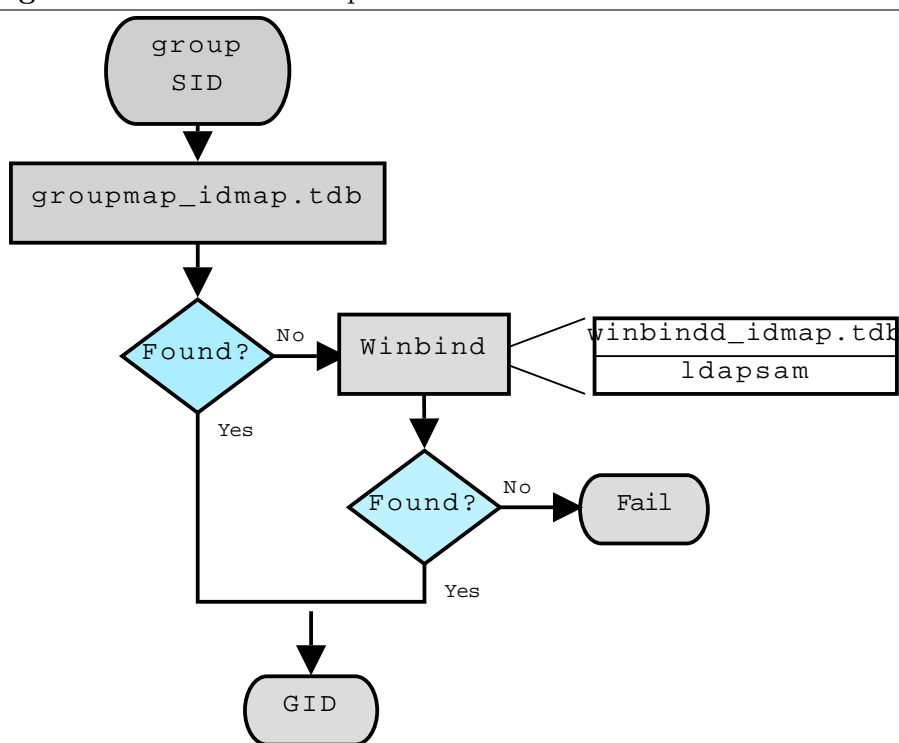 group
SID
groupmap_idmap.tdb
Found?
No
Winbind
winbindd_idmap.tdb
ldapsam
Yes
Found?
No
Fail
Yes
GID